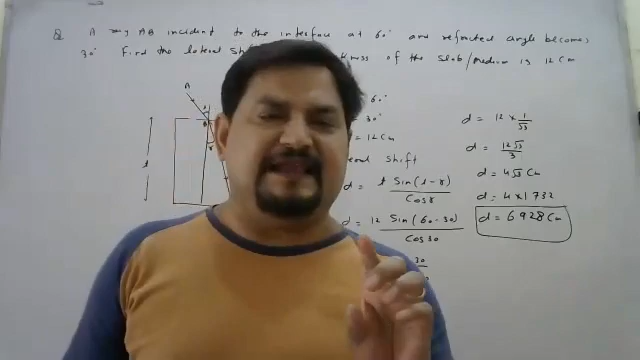 Q. A ray AB incident to the interface at 60° and refracted angle becomes
30° Find the lateral shift of the slab/medium is 12 cm
A
60°
30°
= 12 cm
shift
t
d = t sin(i-r) / cos r
d = 12 sin(60-30) / cos 30
30
d = 12 × 1/√3
d = 12√3/3
d = 4√3 cm
d = 4×1.732
d = 6.928 cm